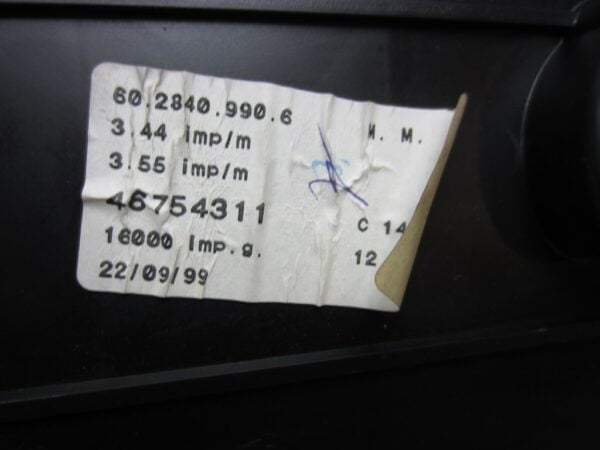 60.2840.990.6
3.44 imp/m M. M.
3.55 imp/m
46754311 C 14
16000 Imp.g. 12
22/09/99